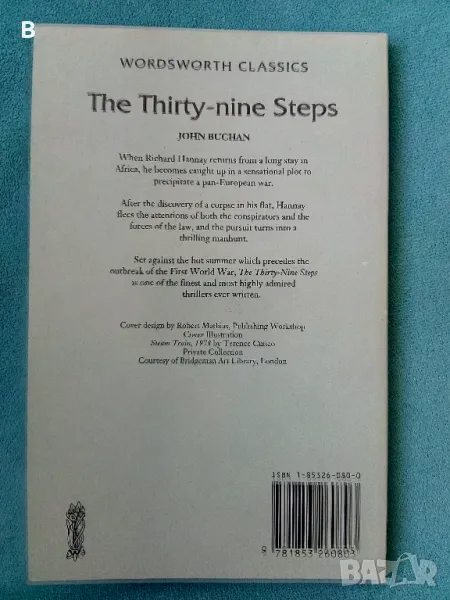 B
WORDSWORTH CLASSICS
The Thirty-nine Steps
JOHN BUCHAN
When Richard Hannay returns from a long stay in
Africa, he becomes caught up in a sensational plot to
precipitate a pan-European war.
After the discovery of a corpse in his flat, Hannay
flees the attentions of both the conspirators and the
forces of the law, and the pursuit turns into a
thrilling manhunt.
Set against the hot summer which precedes the
outbreak of the First World War, The Thirty-Nine Steps
is one of the finest and most highly admired
thrillers ever written.
Cover design by Robert Mathias, Publishing Workshop
Cover Illustration
Steam Train, 1978 by Terence Cuneo
Private Collection
Courtesy of Bridgeman Art Library, London
ISBN 1-85326-080-0
9 781853 260803
BAZAR